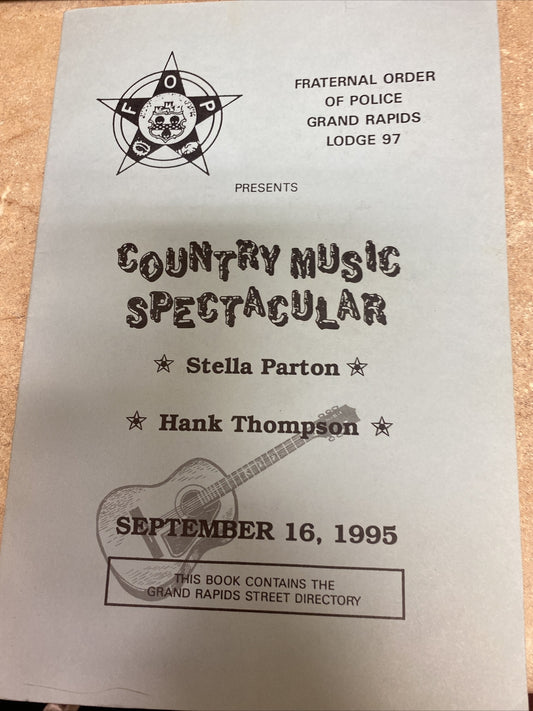 F O P
FRATERNAL ORDER
OF POLICE
GRAND RAPIDS
LODGE 97
PRESENTS
COUNTRY MUSIC
SPECTACULAR
Stella Parton
Hank Thompson
SEPTEMBER 16, 1995
THIS BOOK CONTAINS THE
GRAND RAPIDS STREET DIRECTORY